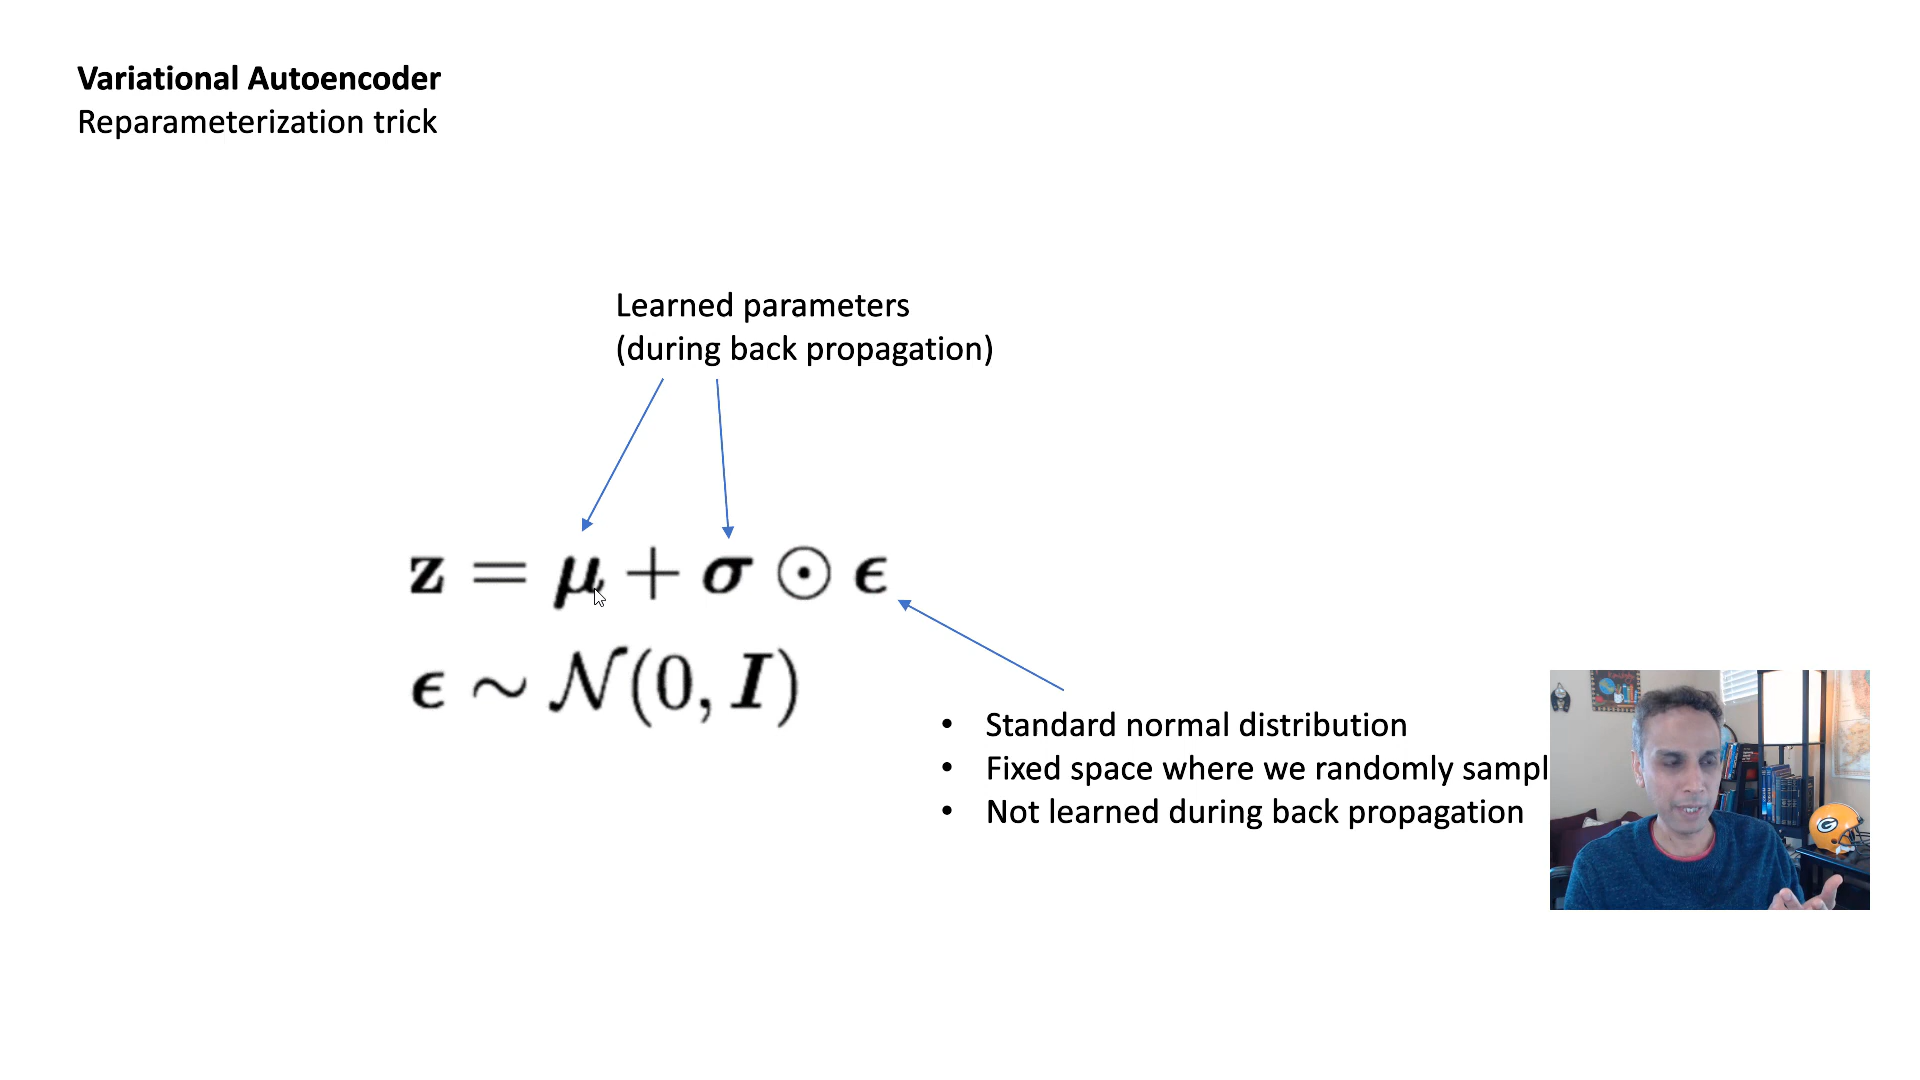 Variational Autoencoder
Reparameterization trick
Learned parameters
(during back propagation)
z = μ + σ ⊙ ϵ
ϵ ∼ 𝒩(0, I)
• Standard normal distribution
• Fixed space where we randomly sampl
• Not learned during back propagation
G